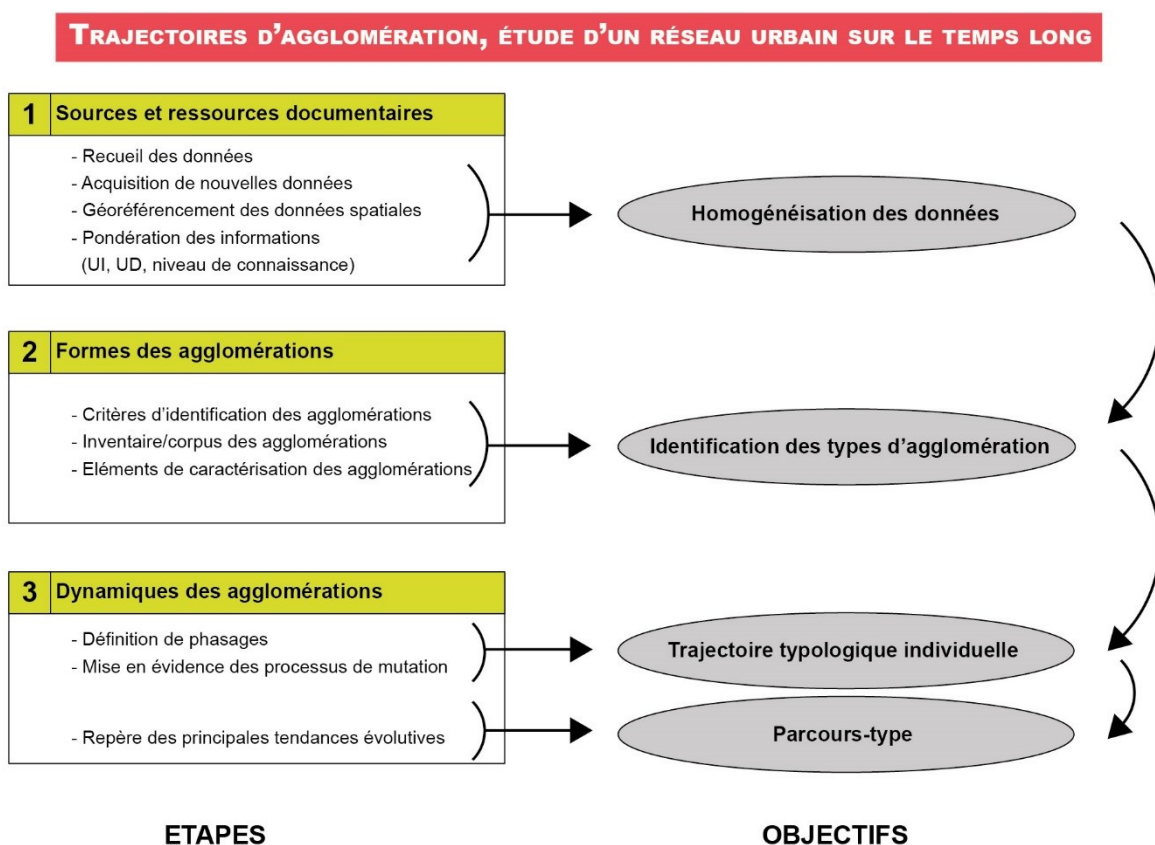 TRAJECTOIRES D'AGGLOMÉRATION, ÉTUDE D'UN RÉSEAU URBAIN SUR LE TEMPS LONG
1 Sources et ressources documentaires
- Recueil des données
- Acquisition de nouvelles données
- Géoréférencement des données spatiales
- Pondération des informations
(UI, UD, niveau de connaissance)
Homogénéisation des données
2 Formes des agglomérations
- Critères d'identification des agglomérations
- Inventaire/corpus des agglomérations
- Eléments de caractérisation des agglomérations
Identification des types d'agglomération
3 Dynamiques des agglomérations
- Définition de phasages
- Mise en évidence des processus de mutation
Trajectoire typologique individuelle
- Repère des principales tendances évolutives
Parcours-type
ETAPES
OBJECTIFS